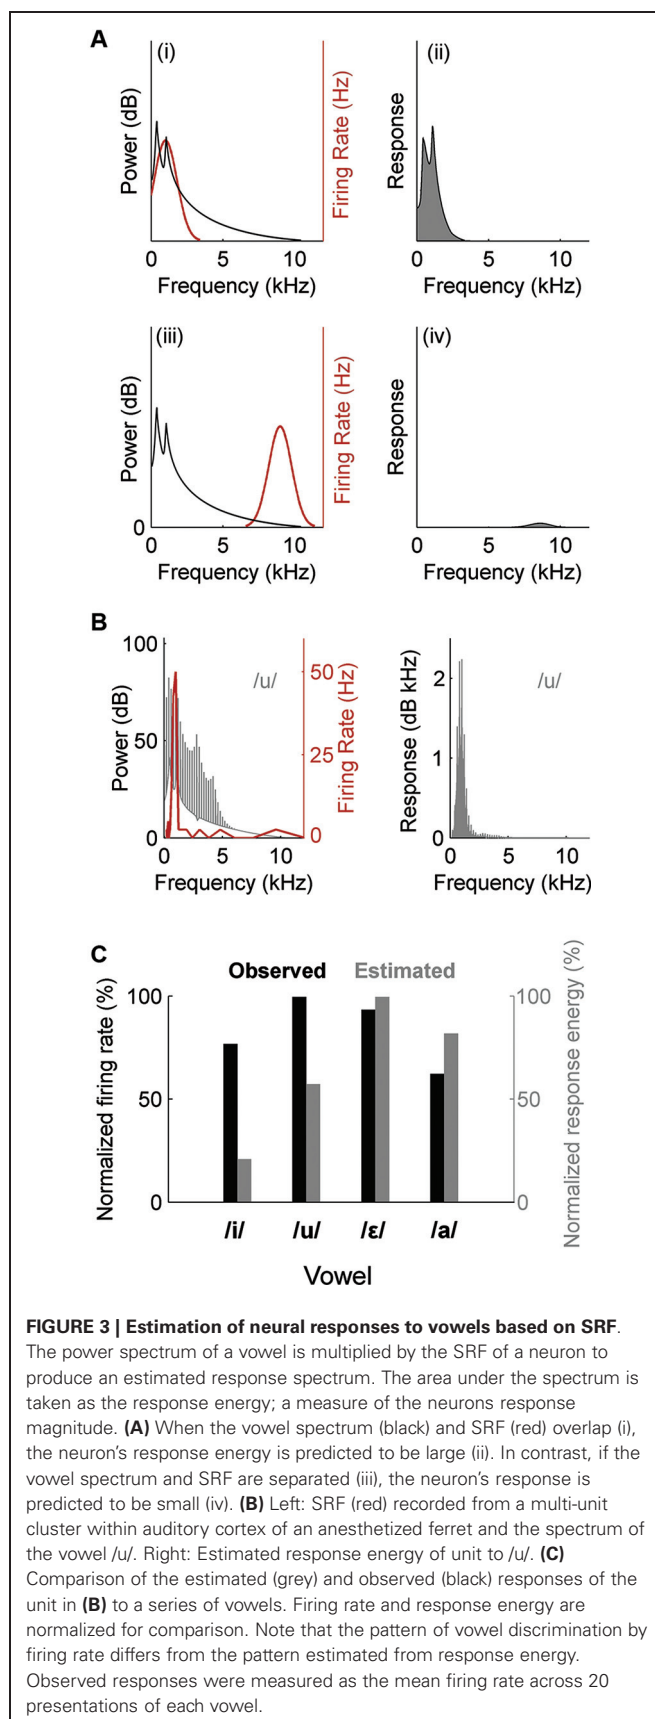 A
(i)
(ii)
Power (dB)
Firing Rate (Hz)
Response
0 5 10
0 5 10
Frequency (kHz)
Frequency (kHz)
(iii)
(iv)
Power (dB)
Firing Rate (Hz)
Response
0
0 5 10
0 5 10
Frequency (kHz)
Frequency (kHz)
B
100
50
0
Power (dB)
/u/
50
25
0
Firing Rate (Hz)
0 5 10
Frequency (kHz)
2
1
0
Response (dB kHz)
/u/
0 5 10
Frequency (kHz)
C
Observed Estimated
100
50
0
Normalized firing rate (%)
100
50
0
Normalized response energy (%)
/i/ /u/ /ε/ /a/
Vowel
FIGURE 3 | Estimation of neural responses to vowels based on SRF.
The power spectrum of a vowel is multiplied by the SRF of a neuron to
produce an estimated response spectrum. The area under the spectrum is
taken as the response energy; a measure of the neurons response
magnitude. (A) When the vowel spectrum (black) and SRF (red) overlap (i),
the neuron's response energy is predicted to be large (ii). In contrast, if the
vowel spectrum and SRF are separated (iii), the neuron's response is
predicted to be small (iv). (B) Left: SRF (red) recorded from a multi-unit
cluster within auditory cortex of an anesthetized ferret and the spectrum of
the vowel /u/. Right: Estimated response energy of unit to /u/. (C)
Comparison of the estimated (grey) and observed (black) responses of the
unit in (B) to a series of vowels. Firing rate and response energy are
normalized for comparison. Note that the pattern of vowel discrimination by
firing rate differs from the pattern estimated from response energy.
Observed responses were measured as the mean firing rate across 20
presentations of each vowel.